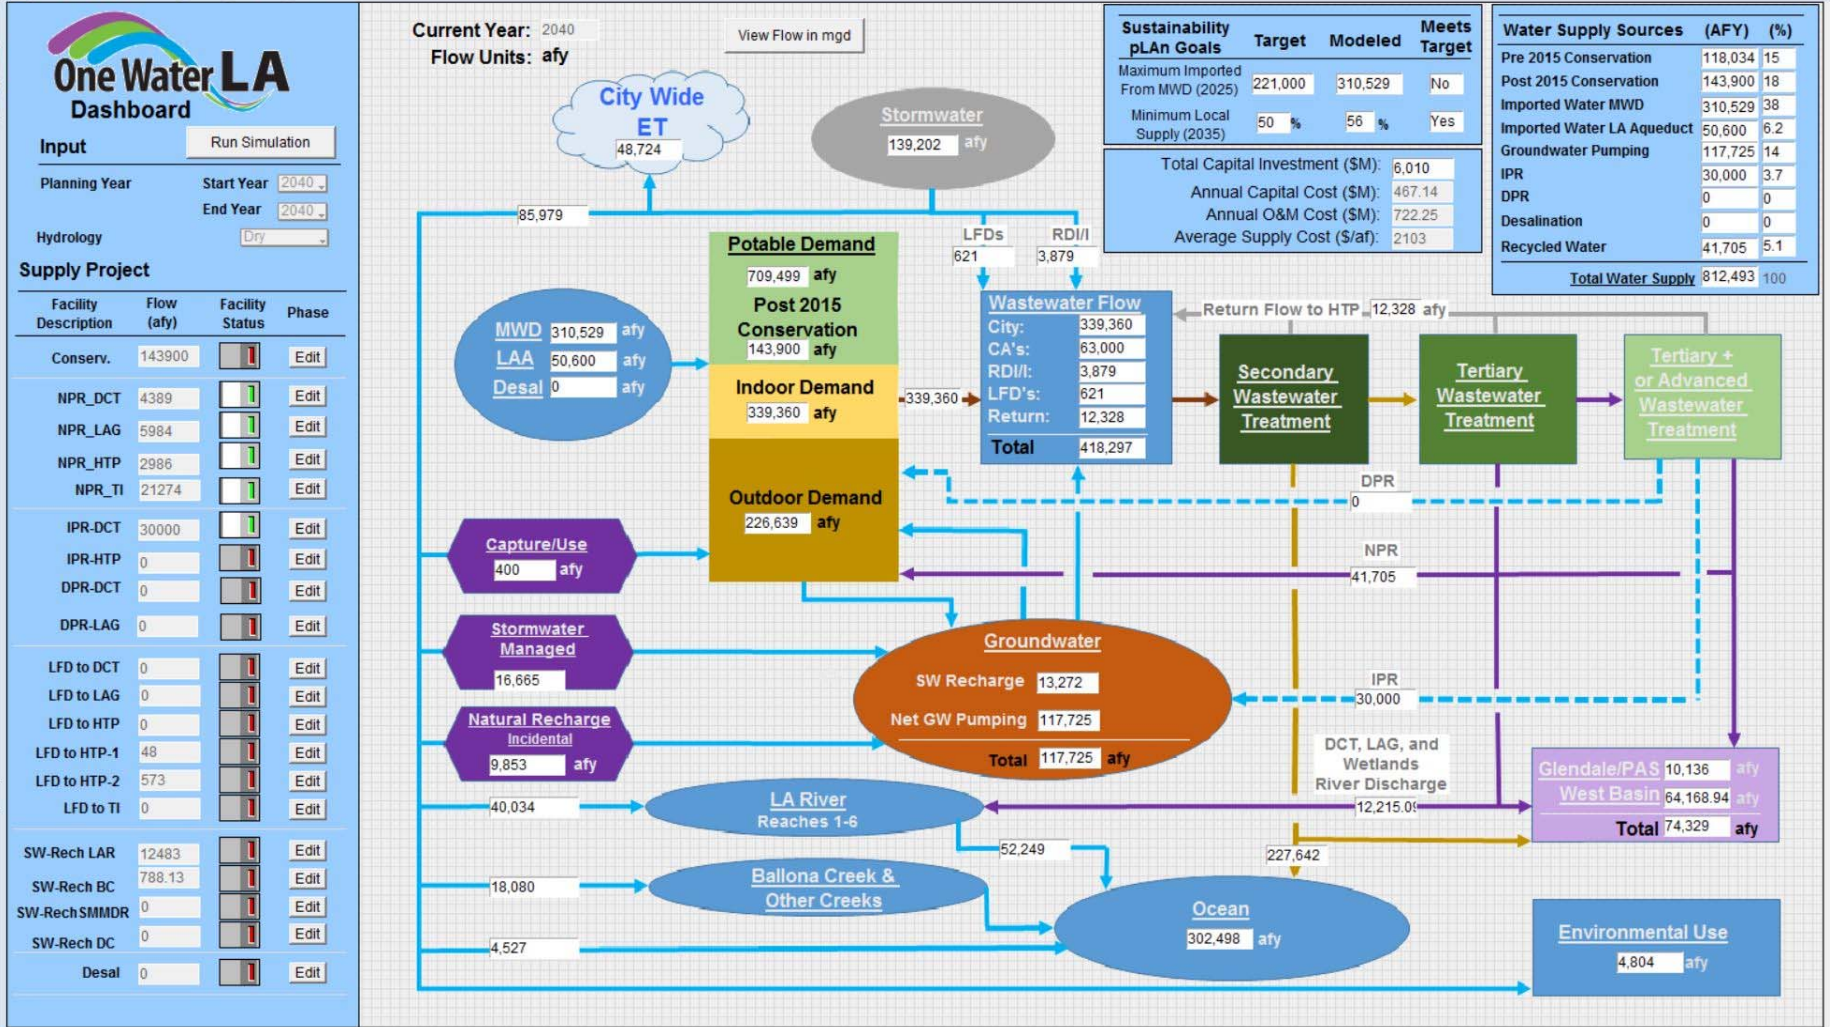 One Water LA
Dashboard
Input
Run Simulation
Planning Year
Start Year 2040
End Year 2040
Hydrology
Dry
Supply Project
Facility Description Flow (afy) Facility Status Phase
Conserv. 143900 Edit
NPR_DCT 4389 Edit
NPR_LAG 5984 Edit
NPR_HTP 2986 Edit
NPR_TI 21274 Edit
IPR-DCT 30000 Edit
IPR-HTP 0 Edit
DPR-DCT 0 Edit
DPR-LAG 0 Edit
LFD to DCT 0 Edit
LFD to LAG 0 Edit
LFD to HTP 0 Edit
LFD to HTP-1 48 Edit
LFD to HTP-2 573 Edit
LFD to TI 0 Edit
SW-Rech LAR 12483 Edit
SW-Rech BC 788.13 Edit
SW-Rech SMMDR 0 Edit
SW-Rech DC 0 Edit
Desal 0 Edit
Current Year: 2040
Flow Units: afy
View Flow in mgd
City Wide
ET
48,724
Stormwater
139,202 afy
85,979
LFDs
621
RDI/I
3,879
Sustainability
pLAn Goals
Target Modeled Meets
Target
Maximum Imported
From MWD (2025) 221,000 310,529 No
Minimum Local
Supply (2035) 50 % 56 % Yes
Total Capital Investment ($M): 6,010
Annual Capital Cost ($M): 467.14
Annual O&M Cost ($M): 722.25
Average Supply Cost ($/af): 2103
Water Supply Sources (AFY) (%)
Pre 2015 Conservation 118,034 15
Post 2015 Conservation 143,900 18
Imported Water MWD 310,529 38
Imported Water LA Aqueduct 50,600 6.2
Groundwater Pumping 117,725 14
IPR 30,000 3.7
DPR 0 0
Desalination 0 0
Recycled Water 41,705 5.1
Total Water Supply 812,493 100
MWD 310,529 afy
LAA 50,600 afy
Desal 0 afy
Potable Demand
709,499 afy
Post 2015
Conservation
143,900 afy
Indoor Demand
339,360 afy
Outdoor Demand
226,639 afy
339,360
Wastewater Flow
City: 339,360
CA's: 63,000
RDI/I: 3,879
LFD's: 621
Return: 12,328
Total 418,297
Return Flow to HTP 12,328 afy
Secondary
Wastewater
Treatment
Tertiary
Wastewater
Treatment
Tertiary +
or Advanced
Wastewater
Treatment
DPR
0
NPR
41,705
IPR
30,000
Capture/Use
400 afy
Stormwater
Managed
16,665
Natural Recharge
Incidental
9,853 afy
Groundwater
SW Recharge 13,272
Net GW Pumping 117,725
Total 117,725 afy
DCT, LAG, and
Wetlands
River Discharge
12,215.09
Glendale/PAS 10,136 afy
West Basin 64,168.94 afy
Total 74,329 afy
40,034
LA River
Reaches 1-6
52,249
227,642
18,080
Ballona Creek &
Other Creeks
4,527
Ocean
302,498 afy
Environmental Use
4,804 afy